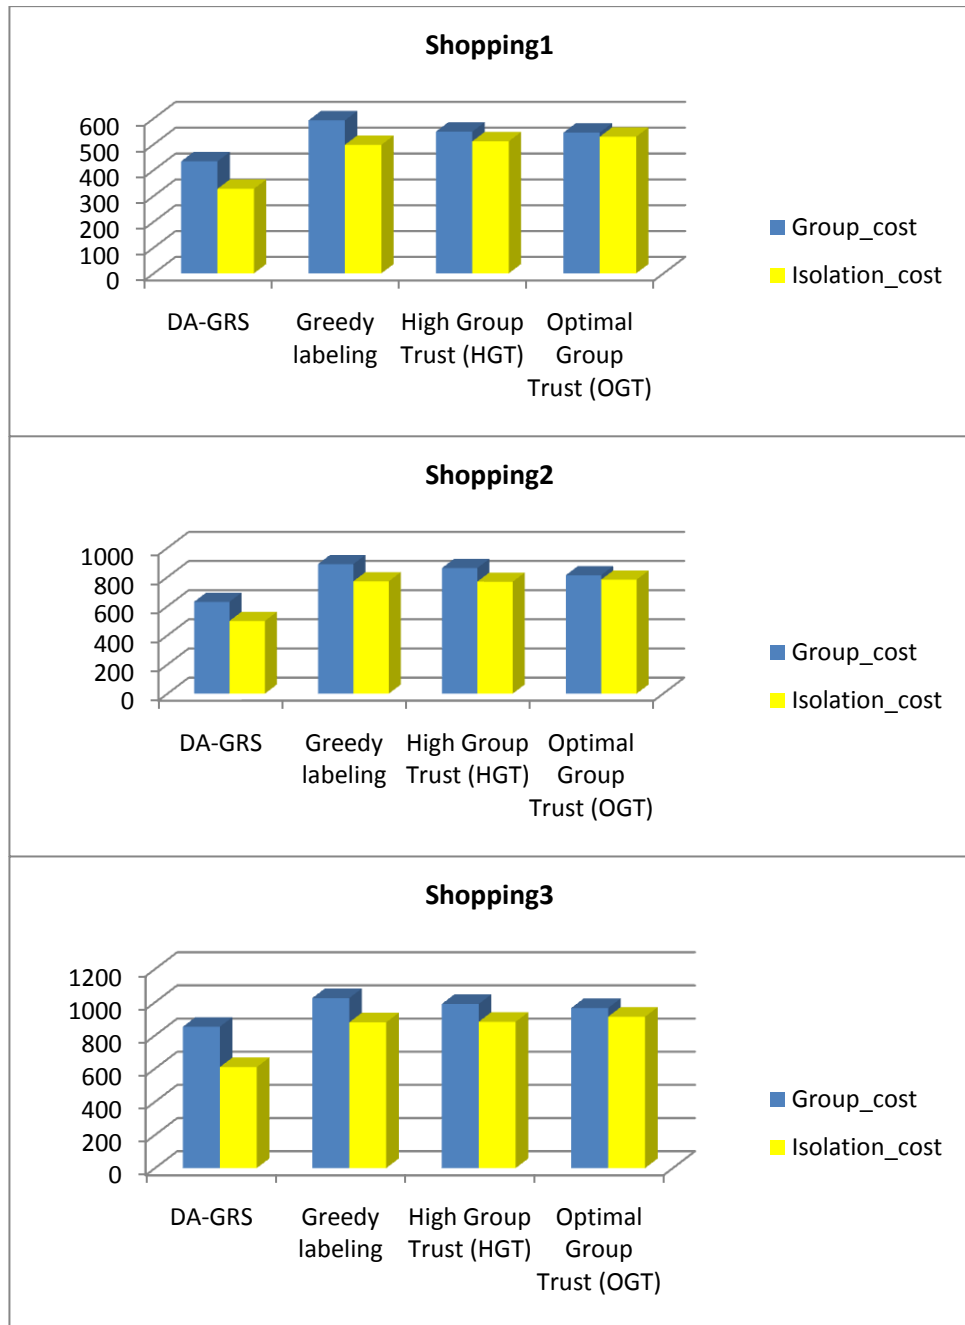 Shopping1
600
500
400
300
200
100
0
Group_cost
Isolation_cost
DA-GRS
Greedy
labeling
High Group
Trust (HGT)
Optimal
Group
Trust (OGT)
Shopping2
1000
800
600
400
200
0
Group_cost
Isolation_cost
DA-GRS
Greedy
labeling
High Group
Trust (HGT)
Optimal
Group
Trust (OGT)
Shopping3
1200
1000
800
600
400
200
0
Group_cost
Isolation_cost
DA-GRS
Greedy
labeling
High Group
Trust (HGT)
Optimal
Group
Trust (OGT)